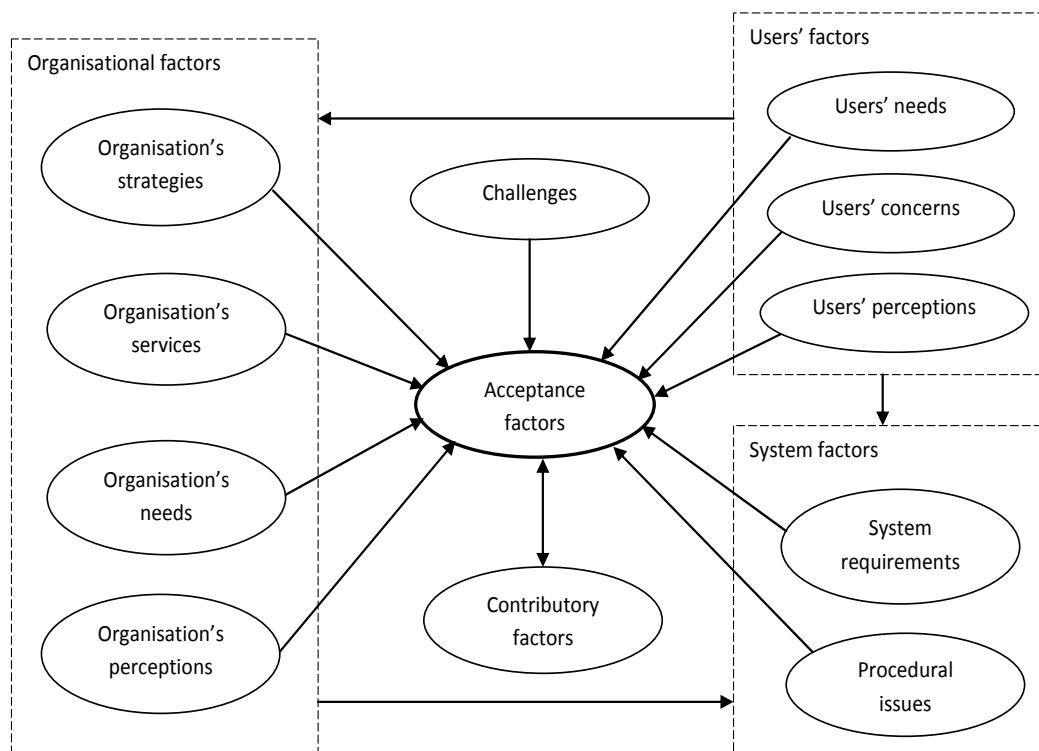 Organisational factors
Organisation’s
strategies
Organisation’s
services
Organisation’s
needs
Organisation’s
perceptions
Challenges
Acceptance
factors
Contributory
factors
Users’ factors
Users’ needs
Users’ concerns
Users’ perceptions
System factors
System
requirements
Procedural
issues